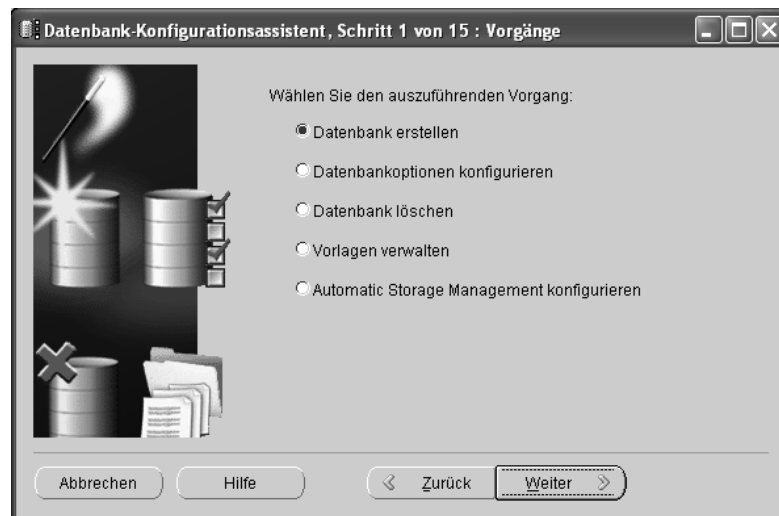 Datenbank-Konfigurationsassistent, Schritt 1 von 15 : Vorgänge
Wählen Sie den auszuführenden Vorgang:
Datenbank erstellen
Datenbankoptionen konfigurieren
Datenbank löschen
Vorlagen verwalten
Automatic Storage Management konfigurieren
Abbrechen
Hilfe
Zurück
Weiter